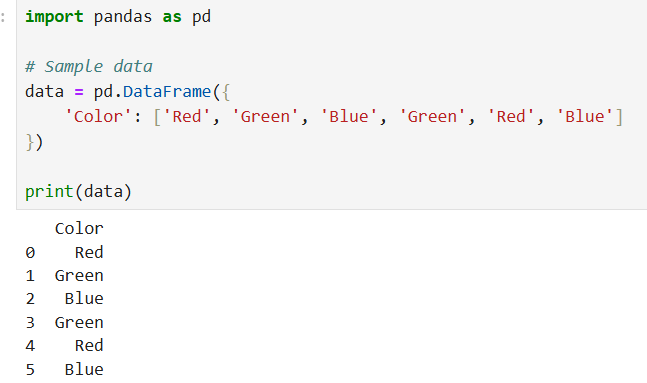 :
import pandas as pd
# Sample data
data = pd.DataFrame({
    'Color': ['Red', 'Green', 'Blue', 'Green', 'Red', 'Blue']
})
print(data)
   Color
0    Red
1  Green
2   Blue
3  Green
4    Red
5   Blue